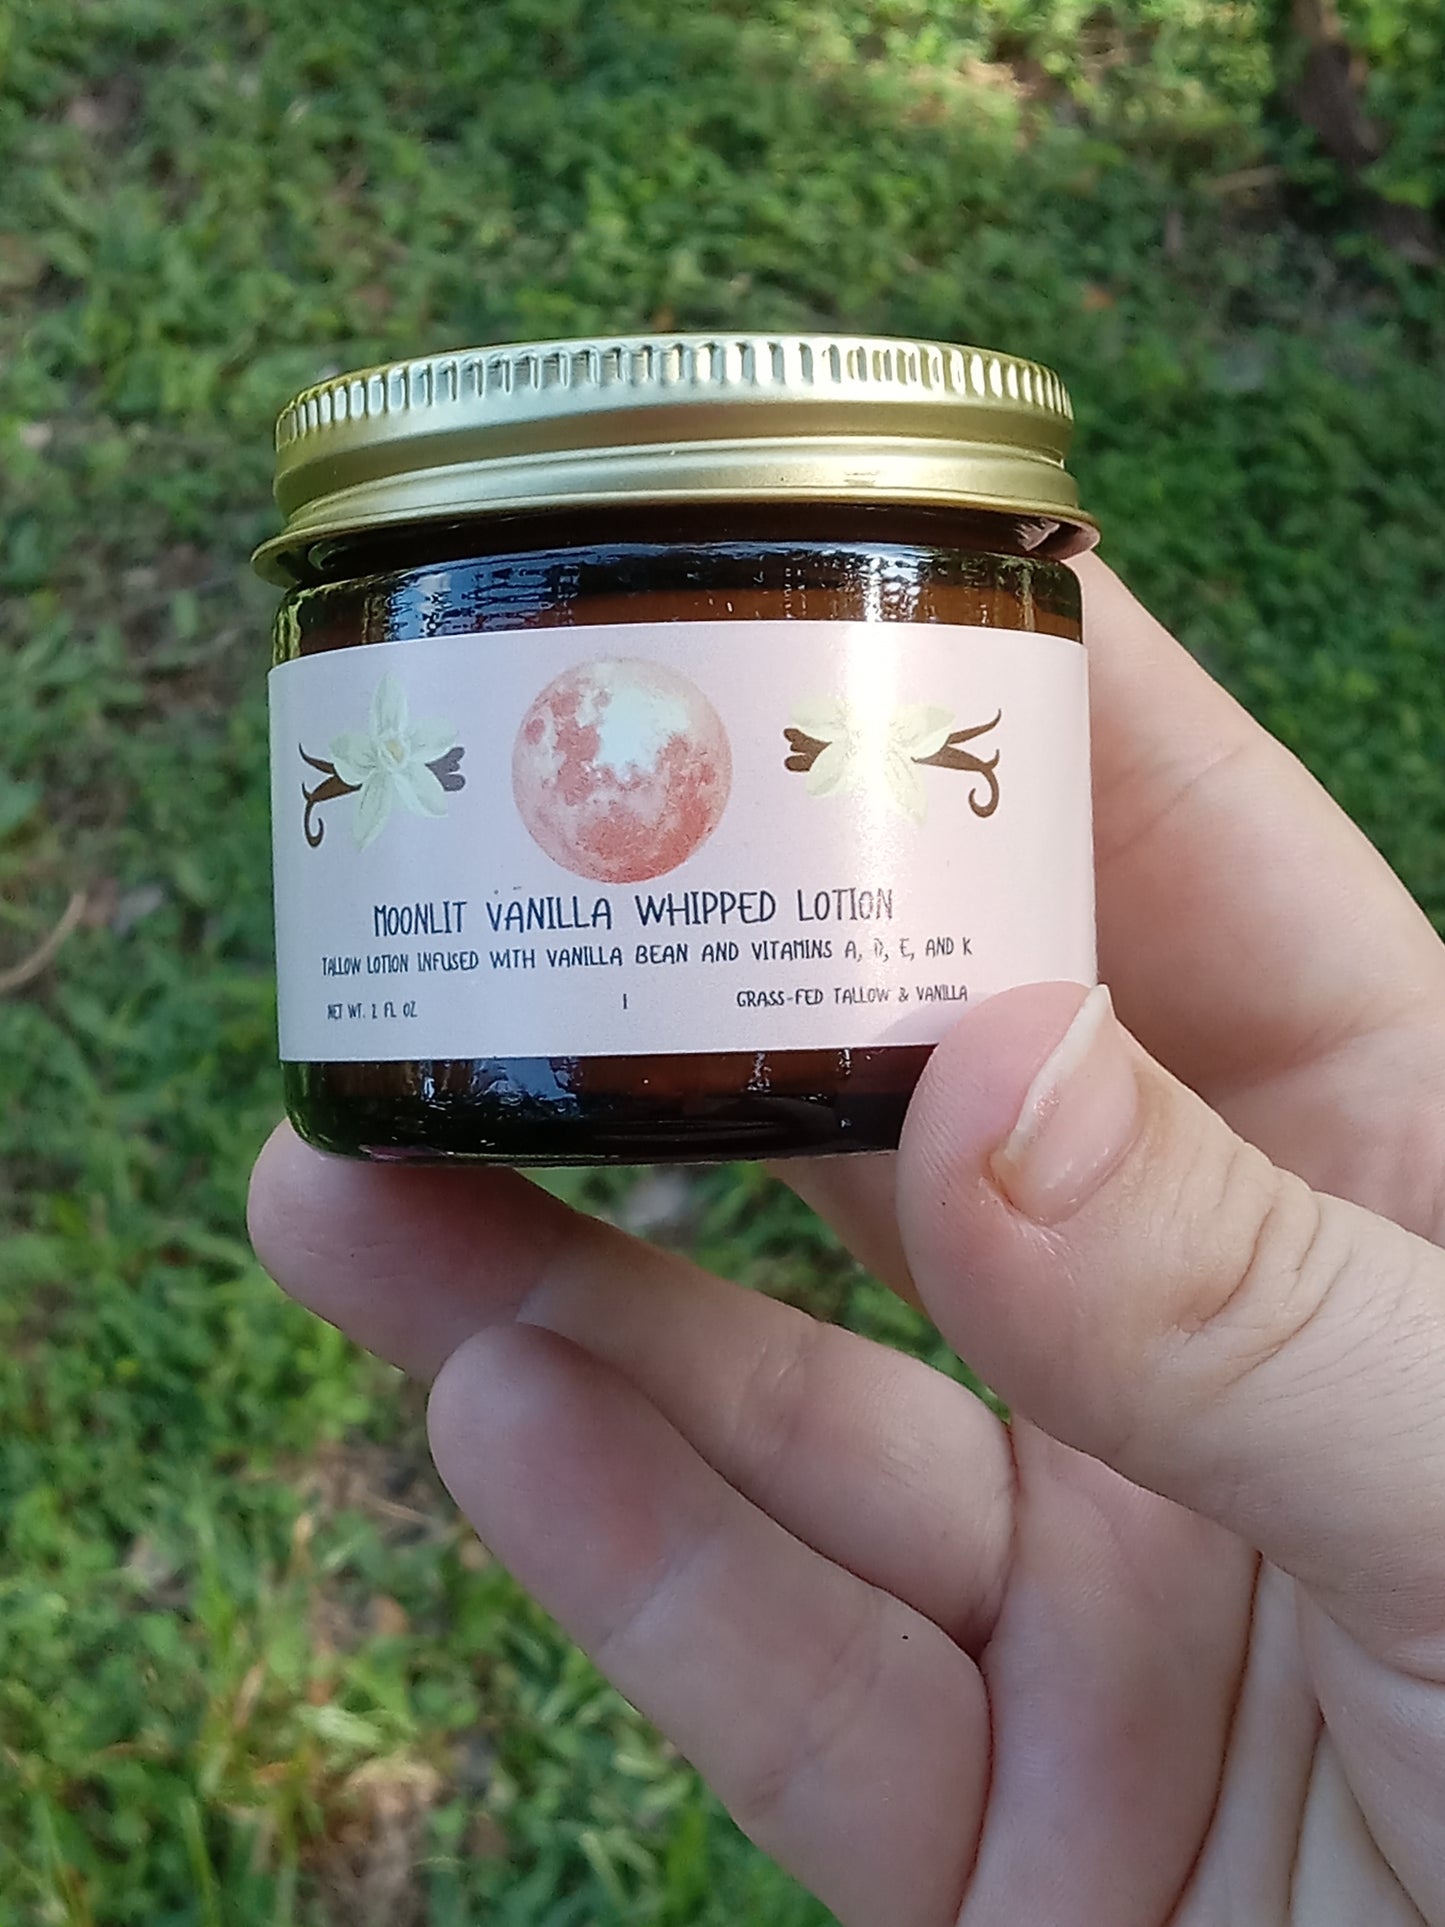 MOONLIT VANILLA WHIPPED LOTION
TALLOW LOTION INFUSED WITH VANILLA BEAN AND VITAMINS A, D, E, AND K
NET WT. 2 FL OZ | GRASS-FED TALLOW & VANILLA